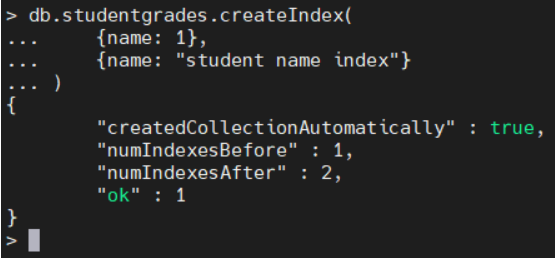 > db.studentgrades.createIndex(
...     {name: 1},
...     {name: "student name index"}
... )
{
        "createdCollectionAutomatically" : true,
        "numIndexesBefore" : 1,
        "numIndexesAfter" : 2,
        "ok" : 1
}
>